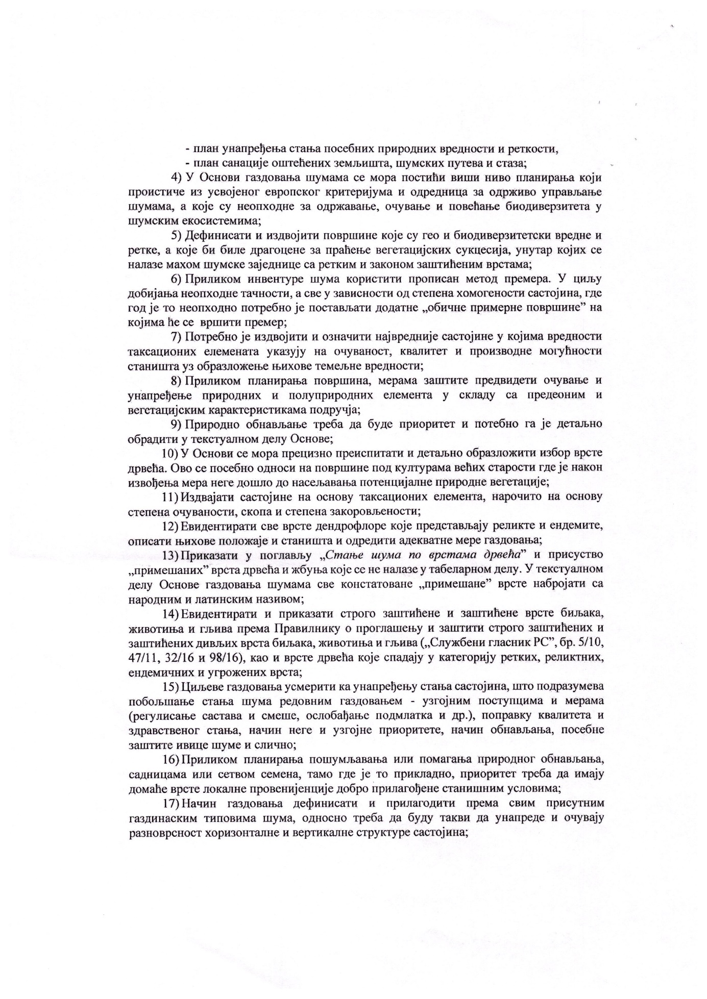 - план унапређења стања посебних природних вредности и реткости,
- план санације оштећених земљишта, шумских путева и стаза;
4) У Основи газдовања шумама се мора постићи виши ниво планирања који
проистиче из усвојеног европског критеријума и одредница за одрживо управљање
шумама, а које су неопходне за одржавање, очување и повећање биодиверзитета у
шумским екосистемима;
5) Дефинисати и издвојити површине које су гео и биодиверзитетски вредне и
ретке, а које би биле драгоцене за праћење вегетацијских сукцесија, унутар којих се
налазе махом шумске заједнице са ретким и законом заштићеним врстама;
6) Приликом инвентуре шума користити прописан метод премера. У циљу
добијања неопходне тачности, а све у зависности од степена хомогености састојина, где
год је то неопходно потребно је постављати додатне „обичне примерне површине” на
којима ће се вршити премер;
7) Потребно је издвојити и означити највредније састојине у којима вредности
таксационих елемената указују на очуваност, квалитет и производне могућности
станишта уз образложење њихове темељне вредности;
8) Приликом планирања површина, мерама заштите предвидети очување и
унапређење природних и полуприродних елемента у складу са предеоним и
вегетацијским карактеристикама подручја;
9) Природно обнављање треба да буде приоритет и потебно га је детаљно
обрадити у текстуалном делу Основе;
10) У Основи се мора прецизно преиспитати и детаљно образложити избор врсте
дрвећа. Ово се посебно односи на површине под културама већих старости где је након
извођења мера неге дошло до насељавања потенцијалне природне вегетације;
11) Издвајати састојине на основу таксационих елемента, нарочито на основу
степена очуваности, скопа и степена закоровљености;
12) Евидентирати све врсте дендрофлоре које представљају реликте и ендемите,
описати њихове положаје и станишта и одредити адекватне мере газдовања;
13) Приказати у поглављу „Стање шума по врстама дрвећа” и присуство
„примешаних” врста дрвећа и жбуња које се не налазе у табеларном делу. У текстуалном
делу Основе газдовања шумама све констатоване „примешане” врсте набројати са
народним и латинским називом;
14) Евидентирати и приказати строго заштићене и заштићене врсте биљака,
животиња и гљива према Правилнику о проглашењу и заштити строго заштићених и
заштићених дивљих врста биљака, животиња и гљива („Службени гласник РС”, бр. 5/10,
47/11, 32/16 и 98/16), као и врсте дрвећа које спадају у категорију ретких, реликтних,
ендемичних и угрожених врста;
15) Циљеве газдовања усмерити ка унапређењу стања састојина, што подразумева
побољшање стања шума редовним газдовањем - узгојним поступцима и мерама
(регулисање састава и смеше, ослобађање подмлатка и др.), поправку квалитета и
здравственог стања, начин неге и узгојне приоритете, начин обнављања, посебне
заштите ивице шуме и слично;
16) Приликом планирања пошумљавања или помагања природног обнављања,
садницама или сетвом семена, тамо где је то прикладно, приоритет треба да имају
домаће врсте локалне провенијенције добро прилагођене станишним условима;
17) Начин газдовања дефинисати и прилагодити према свим присутним
газдинаским типовима шума, односно треба да буду такви да унапреде и очувају
разноврсност хоризонталне и вертикалне структуре састојина;